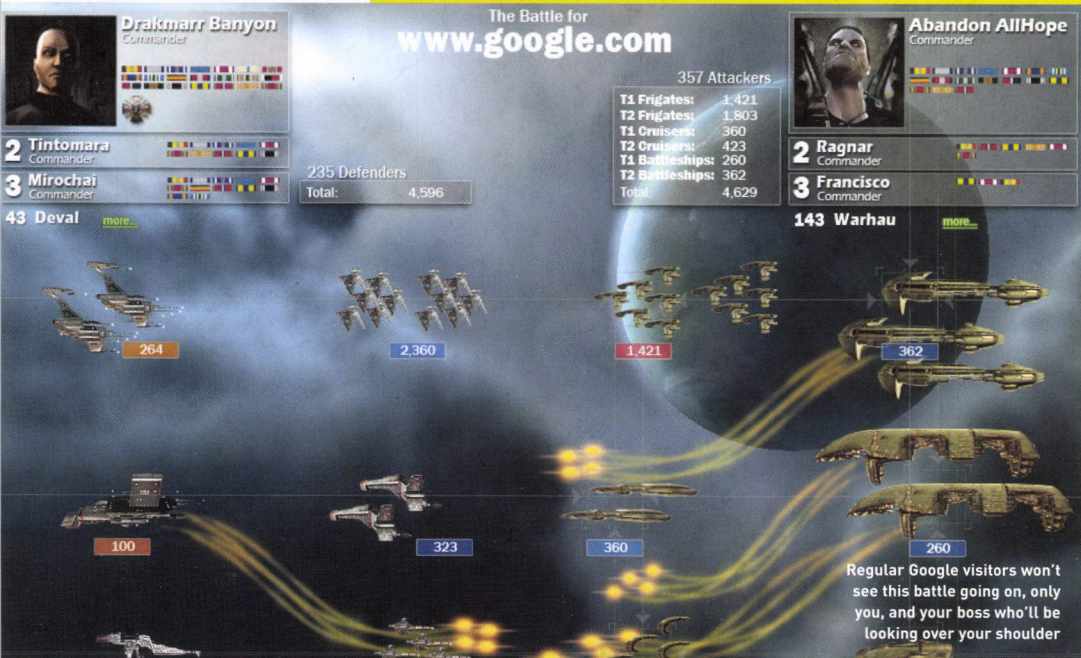 Drakmarr Banyon
Commander
2 Tintomara
Commander
3 Mirochai
Commander
43 Deval more...
The Battle for
www.google.com
235 Defenders
Total: 4,596
357 Attackers
T1 Frigates: 1,421
T2 Frigates: 1,803
T1 Cruisers: 360
T2 Cruisers: 423
T1 Battleships: 260
T2 Battleships: 362
Total: 4,629
Abandon AllHope
Commander
2 Ragnar
Commander
3 Francisco
Commander
143 Warhau more...
264
2,360
1,421
362
100
323
360
260
Regular Google visitors won't
see this battle going on, only
you, and your boss who'll be
looking over your shoulder